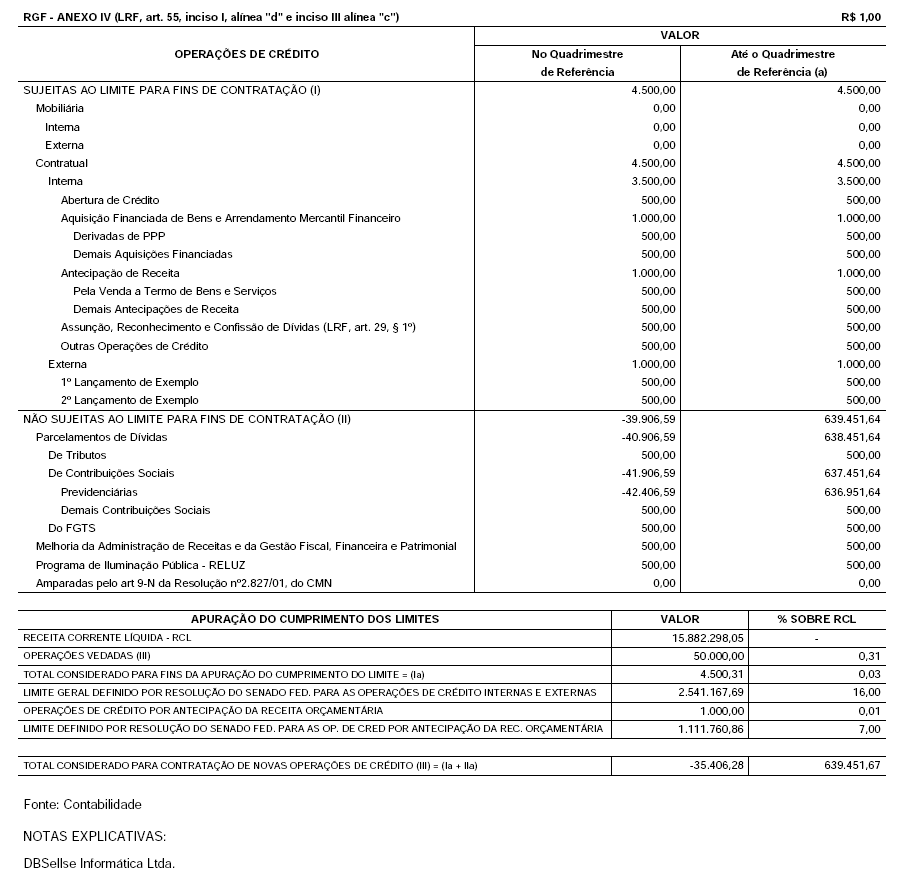 RGF - ANEXO IV (LRF, art. 55, inciso I, alínea "d" e inciso III alínea "c") R$ 1,00
OPERAÇÕES DE CRÉDITO VALOR
No Quadrimestre de Referência Até o Quadrimestre de Referência (a)
SUJEITAS AO LIMITE PARA FINS DE CONTRATAÇÃO (I) 4.500,00 4.500,00
Mobiliária 0,00 0,00
Interna 0,00 0,00
Externa 0,00 0,00
Contratual 4.500,00 4.500,00
Interna 3.500,00 3.500,00
Abertura de Crédito 500,00 500,00
Aquisição Financiada de Bens e Arrendamento Mercantil Financeiro 1.000,00 1.000,00
Derivadas de PPP 500,00 500,00
Demais Aquisições Financiadas 500,00 500,00
Antecipação de Receita 1.000,00 1.000,00
Pela Venda a Termo de Bens e Serviços 500,00 500,00
Demais Antecipações de Receita 500,00 500,00
Assunção, Reconhecimento e Confissão de Dívidas (LRF, art. 29, § 1º) 500,00 500,00
Outras Operações de Crédito 500,00 500,00
Externa 1.000,00 1.000,00
1º Lançamento de Exemplo 500,00 500,00
2º Lançamento de Exemplo 500,00 500,00
NÃO SUJEITAS AO LIMITE PARA FINS DE CONTRATAÇÃO (II) -39.906,59 639.451,64
Parcelamentos de Dívidas -40.906,59 638.451,64
De Tributos 500,00 500,00
De Contribuições Sociais -41.906,59 637.451,64
Previdenciárias -42.406,59 636.951,64
Demais Contribuições Sociais 500,00 500,00
Do FGTS 500,00 500,00
Melhoria da Administração de Receitas e da Gestão Fiscal, Financeira e Patrimonial 500,00 500,00
Programa de Iluminação Pública - RELUZ 500,00 500,00
Amparadas pelo art 9-N da Resolução nº2.827/01, do CMN 0,00 0,00
APURAÇÃO DO CUMPRIMENTO DOS LIMITES VALOR % SOBRE RCL
RECEITA CORRENTE LÍQUIDA - RCL 15.882.298,05 -
OPERAÇÕES VEDADAS (III) 50.000,00 0,31
TOTAL CONSIDERADO PARA FINS DA APURAÇÃO DO CUMPRIMENTO DO LIMITE = (Ia) 4.500,31 0,03
LIMITE GERAL DEFINIDO POR RESOLUÇÃO DO SENADO FED. PARA AS OPERAÇÕES DE CRÉDITO INTERNAS E EXTERNAS 2.541.167,69 16,00
OPERAÇÕES DE CRÉDITO POR ANTECIPAÇÃO DA RECEITA ORÇAMENTÁRIA 1.000,00 0,01
LIMITE DEFINIDO POR RESOLUÇÃO DO SENADO FED. PARA AS OP. DE CRED POR ANTECIPAÇÃO DA REC. ORÇAMENTÁRIA 1.111.760,86 7,00
TOTAL CONSIDERADO PARA CONTRATAÇÃO DE NOVAS OPERAÇÕES DE CRÉDITO (III) = (Ia + IIa) -35.406,28 639.451,67
Fonte: Contabilidade
NOTAS EXPLICATIVAS:
DBSellse Informática Ltda.